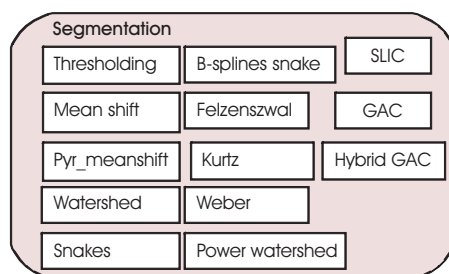 Segmentation
Thresholding
B-splines snake
SLIC
Mean shift
Felzenszwal
GAC
Pyr_meanshift
Kurtz
Hybrid GAC
Watershed
Weber
Snakes
Power watershed